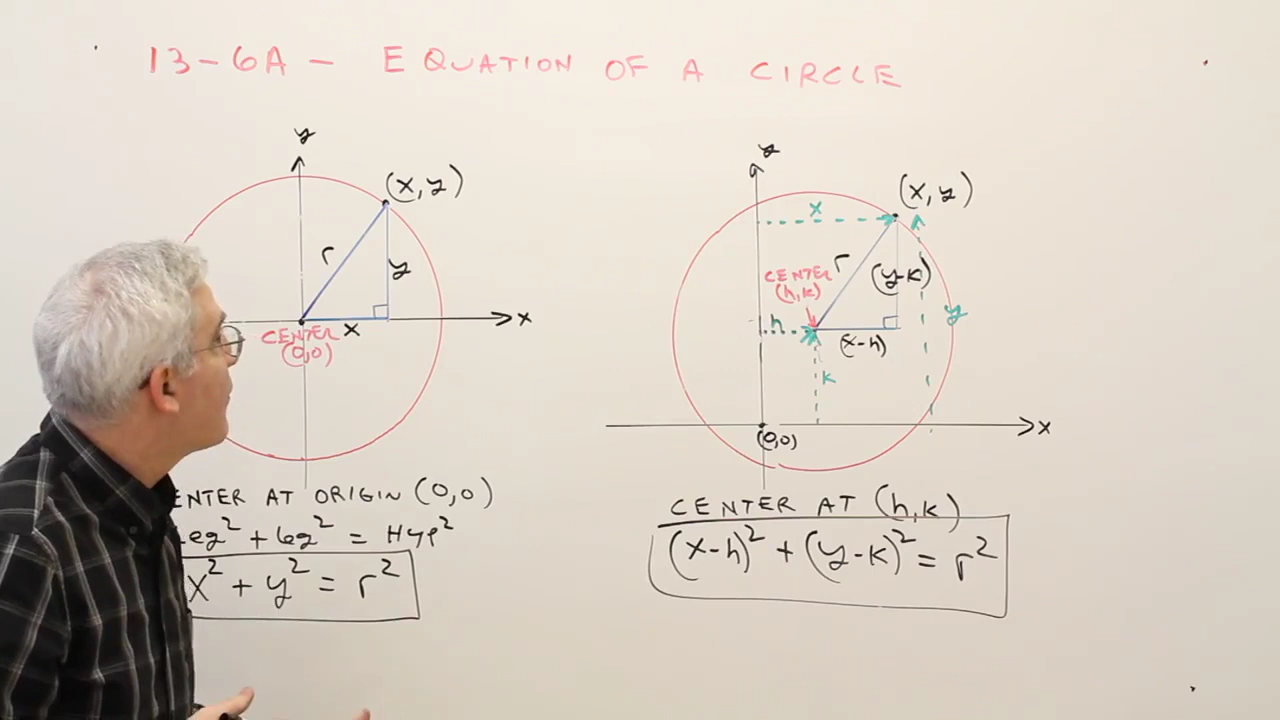 13-6A - EQUATION OF A CIRCLE
y
(x, y)
r
y
x
x
CENTER
(0,0)
ENTER AT ORIGIN (0,0)
Leg² + leg² = Hyp²
x² + y² = r²
y
(x, y)
x
r
(y-k)
CENTER
(h,k)
h
y
(x-h)
k
x
(0,0)
CENTER AT (h,k)
(x-h)² + (y-k)² = r²